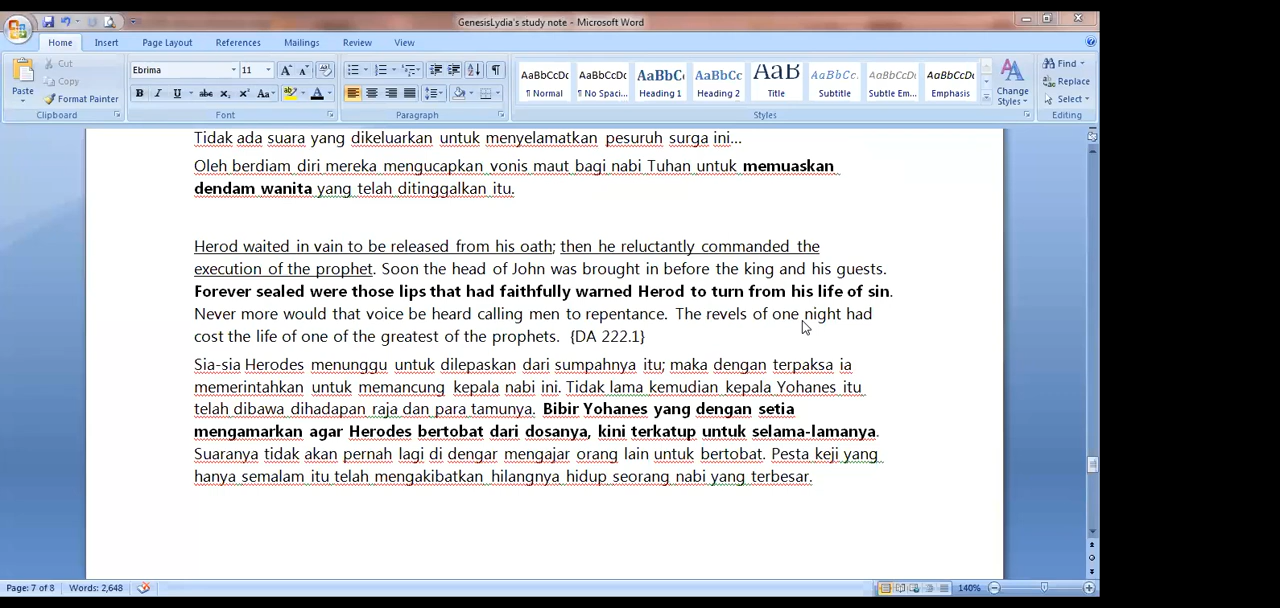 GenesisLydia's study note - Microsoft Word
Home Insert Page Layout References Mailings Review View
Paste
Cut
Copy
Format Painter
Clipboard
Ebrima 11
B I U abc X₂ X² Aa
Font
Paragraph
AaBbCcDc AaBbCcDc AaBbCc AaBbCc AaB AaBbCc. AaBbCcDc AaBbCcDc
¶ Normal ¶ No Spaci... Heading 1 Heading 2 Title Subtitle Subtle Em... Emphasis
Change Styles
Styles
Find
Replace
Select
Editing
Tidak ada suara yang dikeluarkan untuk menyelamatkan pesuruh surga ini…
Oleh berdiam diri mereka mengucapkan vonis maut bagi nabi Tuhan untuk memuaskan
dendam wanita yang telah ditinggalkan itu.
Herod waited in vain to be released from his oath; then he reluctantly commanded the
execution of the prophet. Soon the head of John was brought in before the king and his guests.
Forever sealed were those lips that had faithfully warned Herod to turn from his life of sin.
Never more would that voice be heard calling men to repentance. The revels of one night had
cost the life of one of the greatest of the prophets. {DA 222.1}
Sia-sia Herodes menunggu untuk dilepaskan dari sumpahnya itu; maka dengan terpaksa ia
memerintahkan untuk memancung kepala nabi ini. Tidak lama kemudian kepala Yohanes itu
telah dibawa dihadapan raja dan para tamunya. Bibir Yohanes yang dengan setia
mengamarkan agar Herodes bertobat dari dosanya, kini terkatup untuk selama-lamanya.
Suaranya tidak akan pernah lagi di dengar mengajar orang lain untuk bertobat. Pesta keji yang
hanya semalam itu telah mengakibatkan hilangnya hidup seorang nabi yang terbesar.
Page: 7 of 8 Words: 2,648 140%